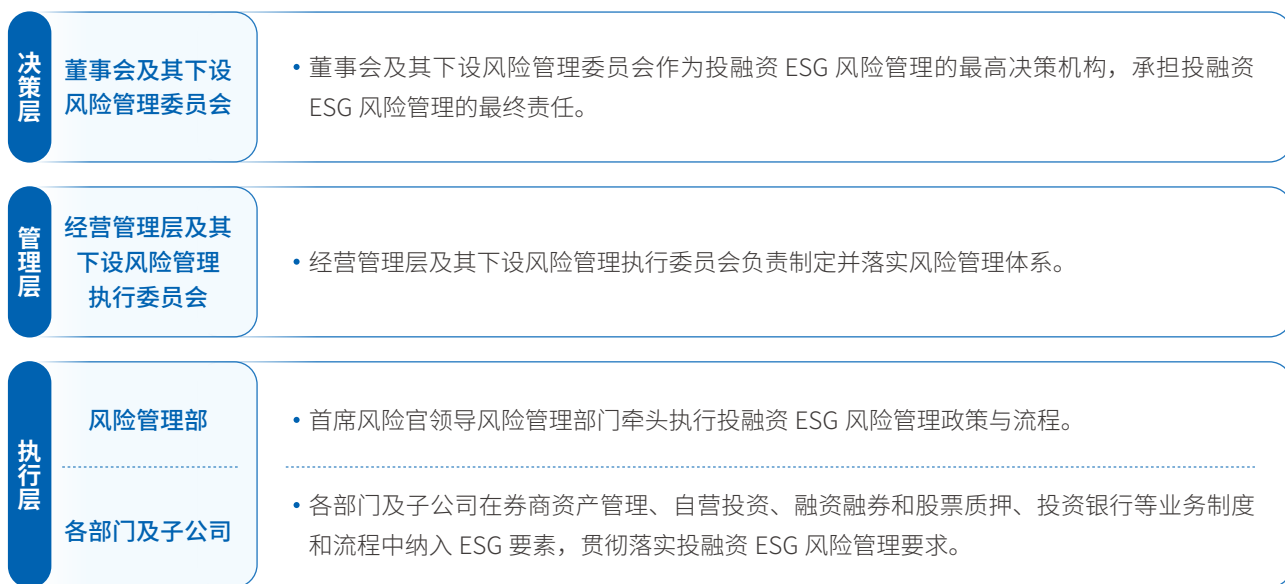 决策层
董事会及其下设
风险管理委员会
• 董事会及其下设风险管理委员会作为投融资 ESG 风险管理的最高决策机构，承担投融资
ESG 风险管理的最终责任。
管理层
经营管理层及其
下设风险管理
执行委员会
• 经营管理层及其下设风险管理执行委员会负责制定并落实风险管理体系。
执行层
风险管理部
• 首席风险官领导风险管理部门牵头执行投融资 ESG 风险管理政策与流程。
各部门及子公司
• 各部门及子公司在券商资产管理、自营投资、融资融券和股票质押、投资银行等业务制度
和流程中纳入 ESG 要素，贯彻落实投融资 ESG 风险管理要求。